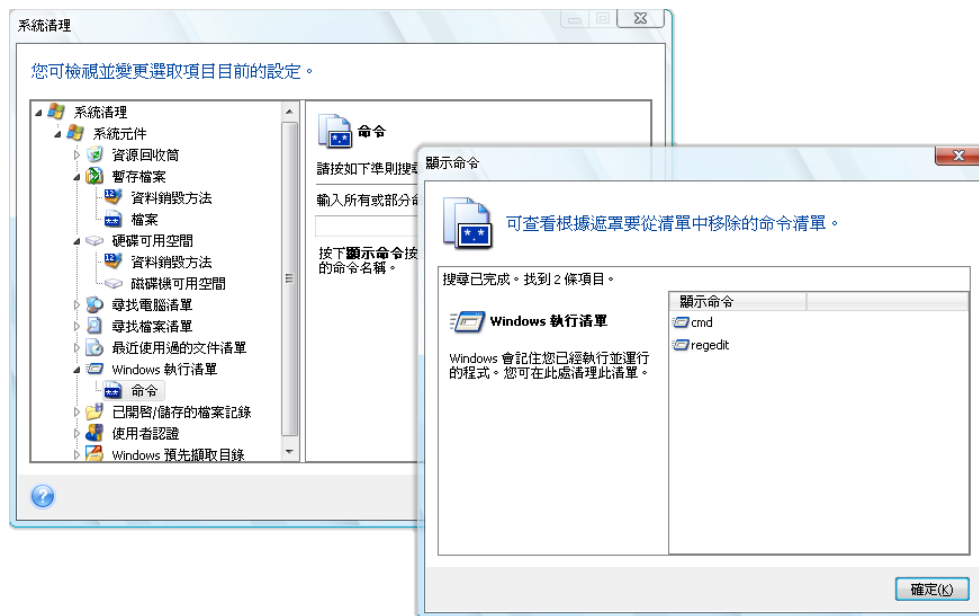 系統清理
您可檢視並變更選取項目目前的設定。
系統清理
系統元件
資源回收筒
暫存檔案
資料銷毀方法
檔案
硬碟可用空間
資料銷毀方法
磁碟機可用空間
尋找電腦清單
尋找檔案清單
最近使用過的文件清單
Windows 執行清單
命令
已開啓/儲存的檔案記錄
使用者認證
Windows 預先擷取目錄
命令
請按如下準則搜尋
輸入所有或部分命
按下顯示命令按
的命令名稱。
顯示命令
可查看根據遮罩要從清單中移除的命令清單。
搜尋已完成。找到 2 條項目。
Windows 執行清單
Windows 會記住您已經執行並運行
的程式。您可在此處清理此清單。
顯示命令
cmd
regedit
確定(K)